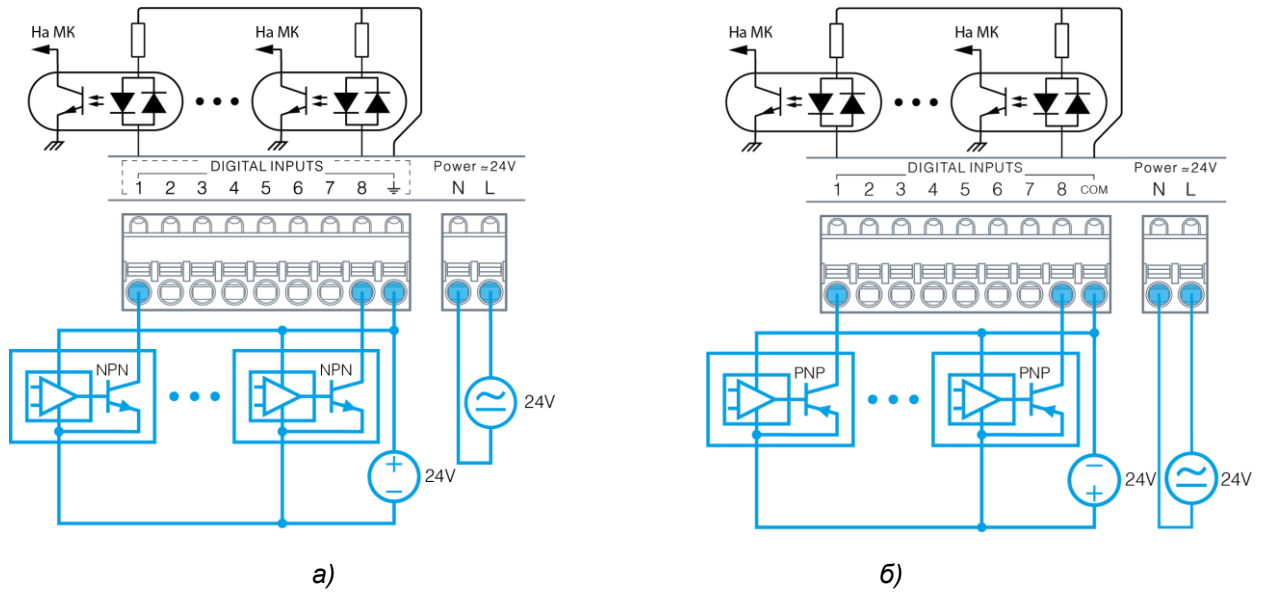 На МК
На МК
DIGITAL INPUTS
Power ≃24V
1 2 3 4 5 6 7 8 ⏚
N L
NPN
NPN
24V
+
−
24V
а)
На МК
На МК
DIGITAL INPUTS
Power ≃24V
1 2 3 4 5 6 7 8 COM
N L
PNP
PNP
−
+
24V
24V
б)